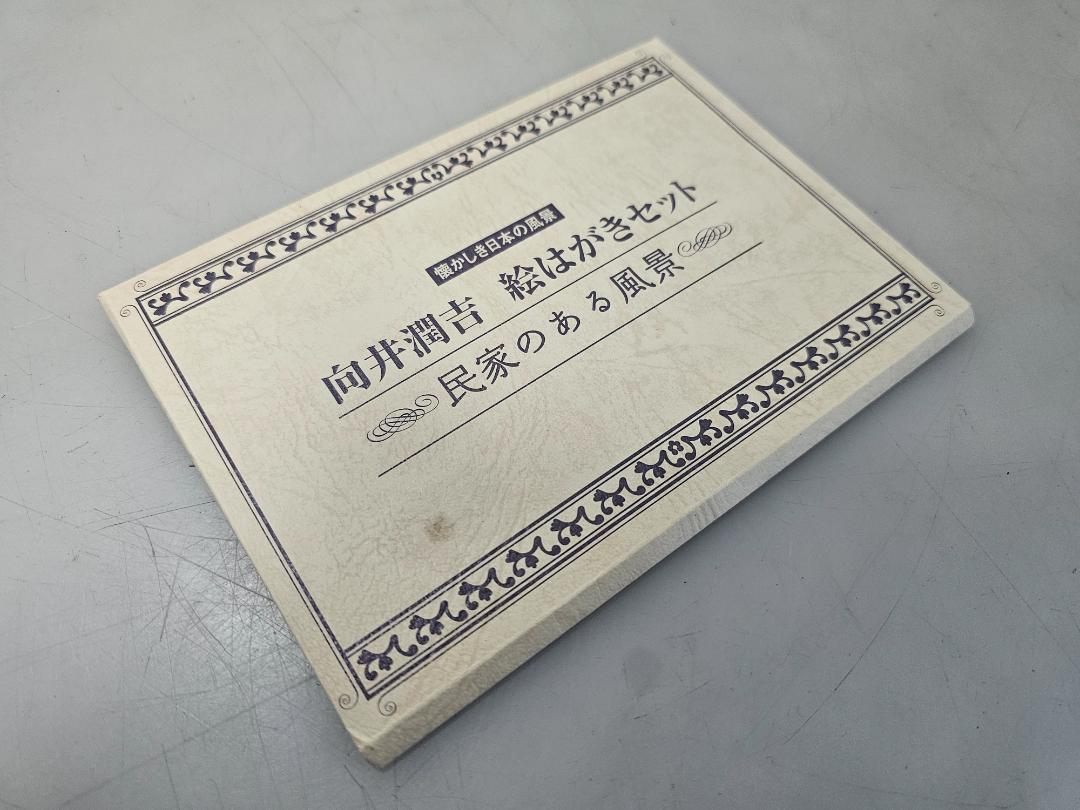 懐かしき日本の風景
向井潤吉 絵はがきセット
民家のある風景